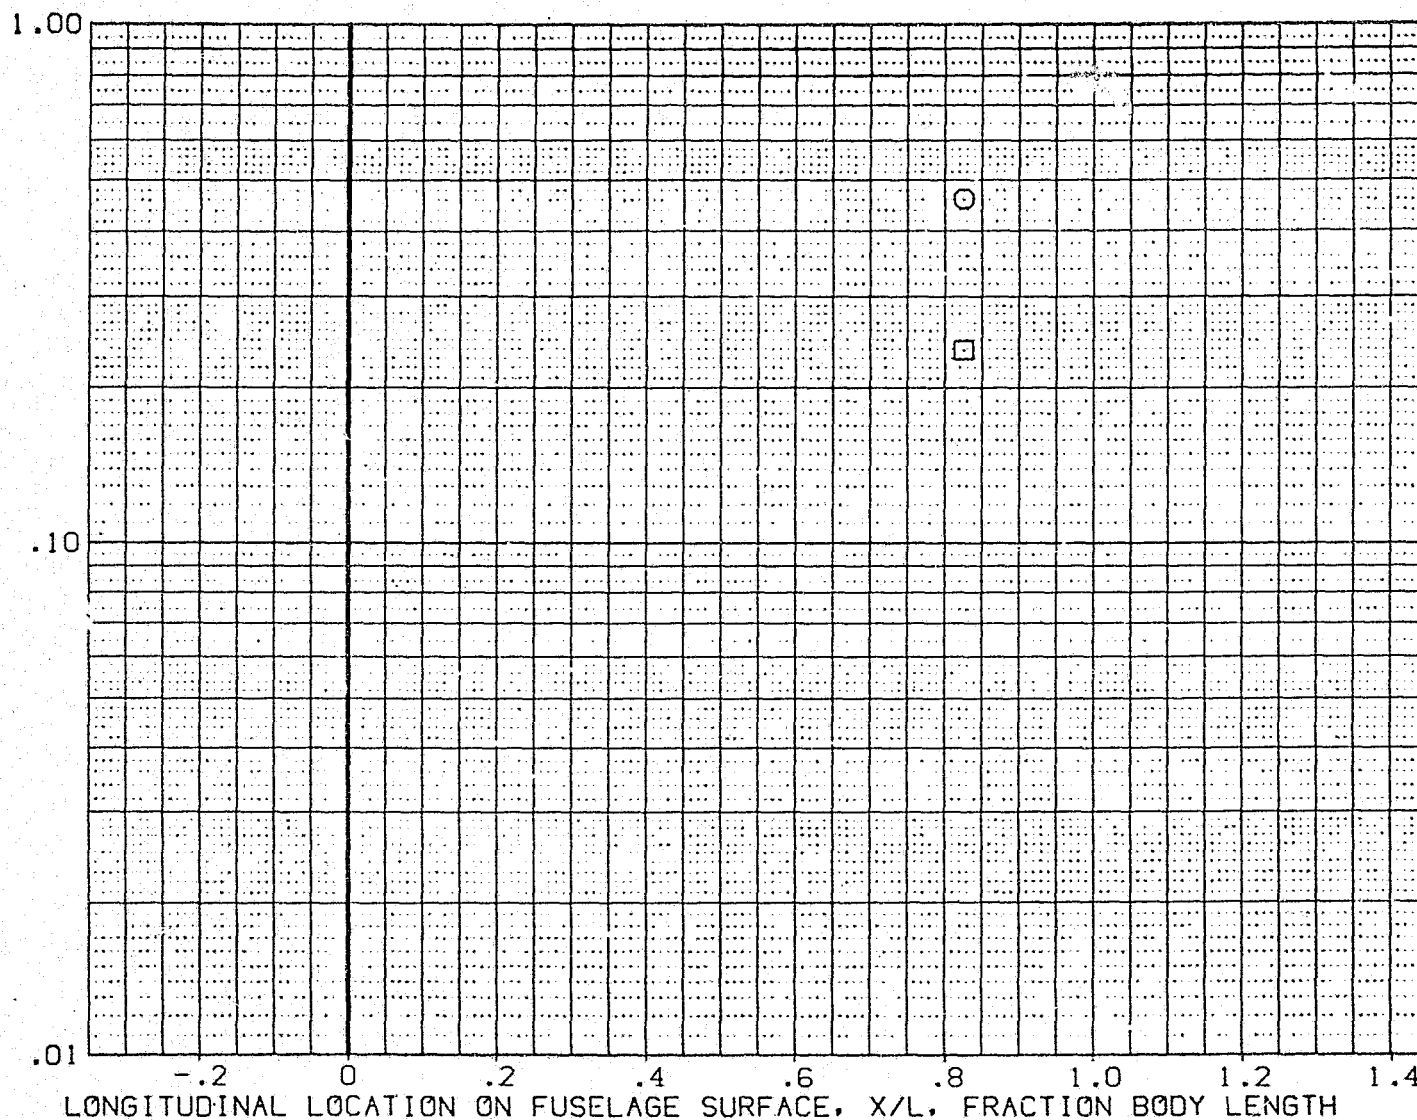 1.00
.10
.01
-.2 0 .2 .4 .6 .8 1.0 1.2 1.4
LONGITUDINAL LOCATION ON FUSELAGE SURFACE, X/L, FRACTION BODY LENGTH